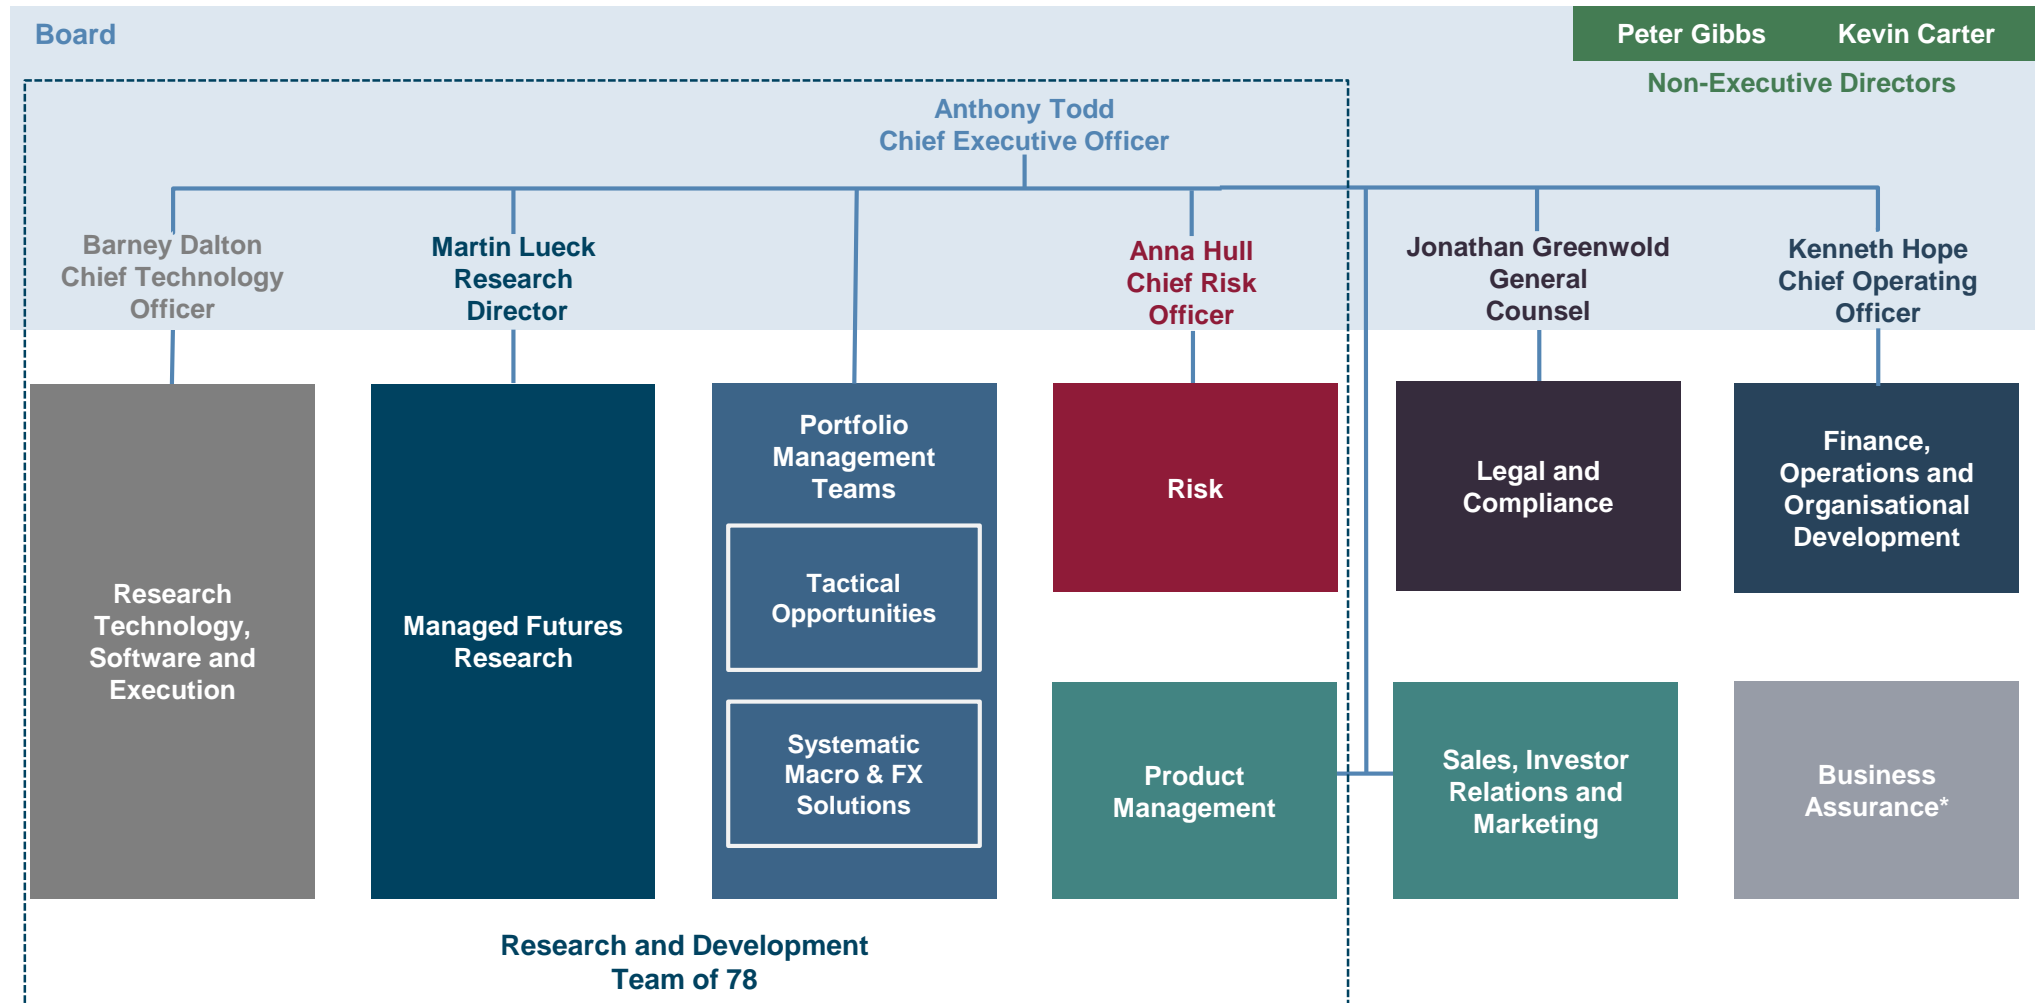 Board
Peter Gibbs
Kevin Carter
Non-Executive Directors
Anthony Todd
Chief Executive Officer
Barney Dalton
Chief Technology
Officer
Martin Lueck
Research
Director
Anna Hull
Chief Risk
Officer
Jonathan Greenwold
General
Counsel
Kenneth Hope
Chief Operating
Officer
Research
Technology,
Software and
Execution
Managed Futures
Research
Portfolio
Management
Teams
Tactical
Opportunities
Systematic
Macro & FX
Solutions
Risk
Product
Management
Legal and
Compliance
Sales, Investor
Relations and
Marketing
Finance,
Operations and
Organisational
Development
Business
Assurance*
Research and Development
Team of 78